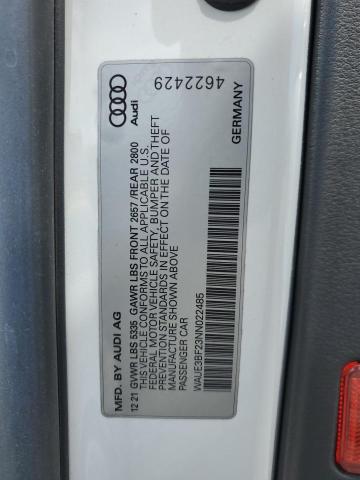 Audi
4622429
GERMANY
MFD. BY AUDI AG
12 21 GVWR LBS 5335 GAWR LBS FRONT 2657 /REAR 2800
THIS VEHICLE CONFORMS TO ALL APPLICABLE U.S.
FEDERAL MOTOR VEHICLE SAFETY, BUMPER AND THEFT
PREVENTION STANDARDS IN EFFECT ON THE DATE OF
MANUFACTURE SHOWN ABOVE
PASSENGER CAR
WAUE3BF23NN022485